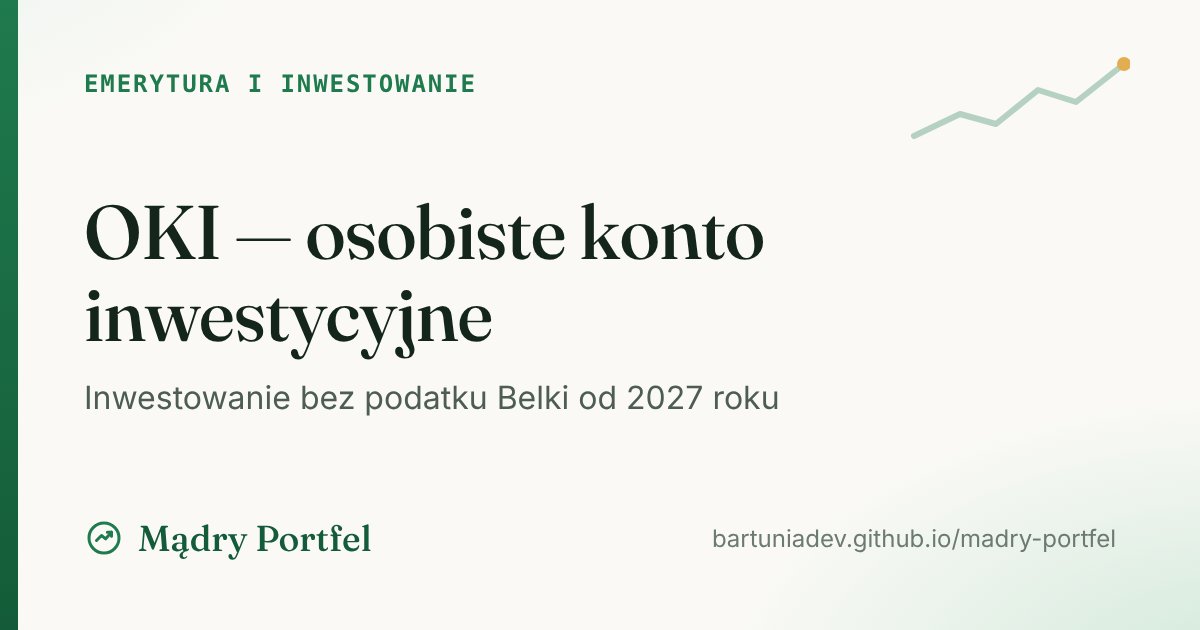 EMERYTURA I INWESTOWANIE
OKI — osobiste konto
inwestycyjne
Inwestowanie bez podatku Belki od 2027 roku
Mądry Portfel
bartuniadev.github.io/madry-portfel